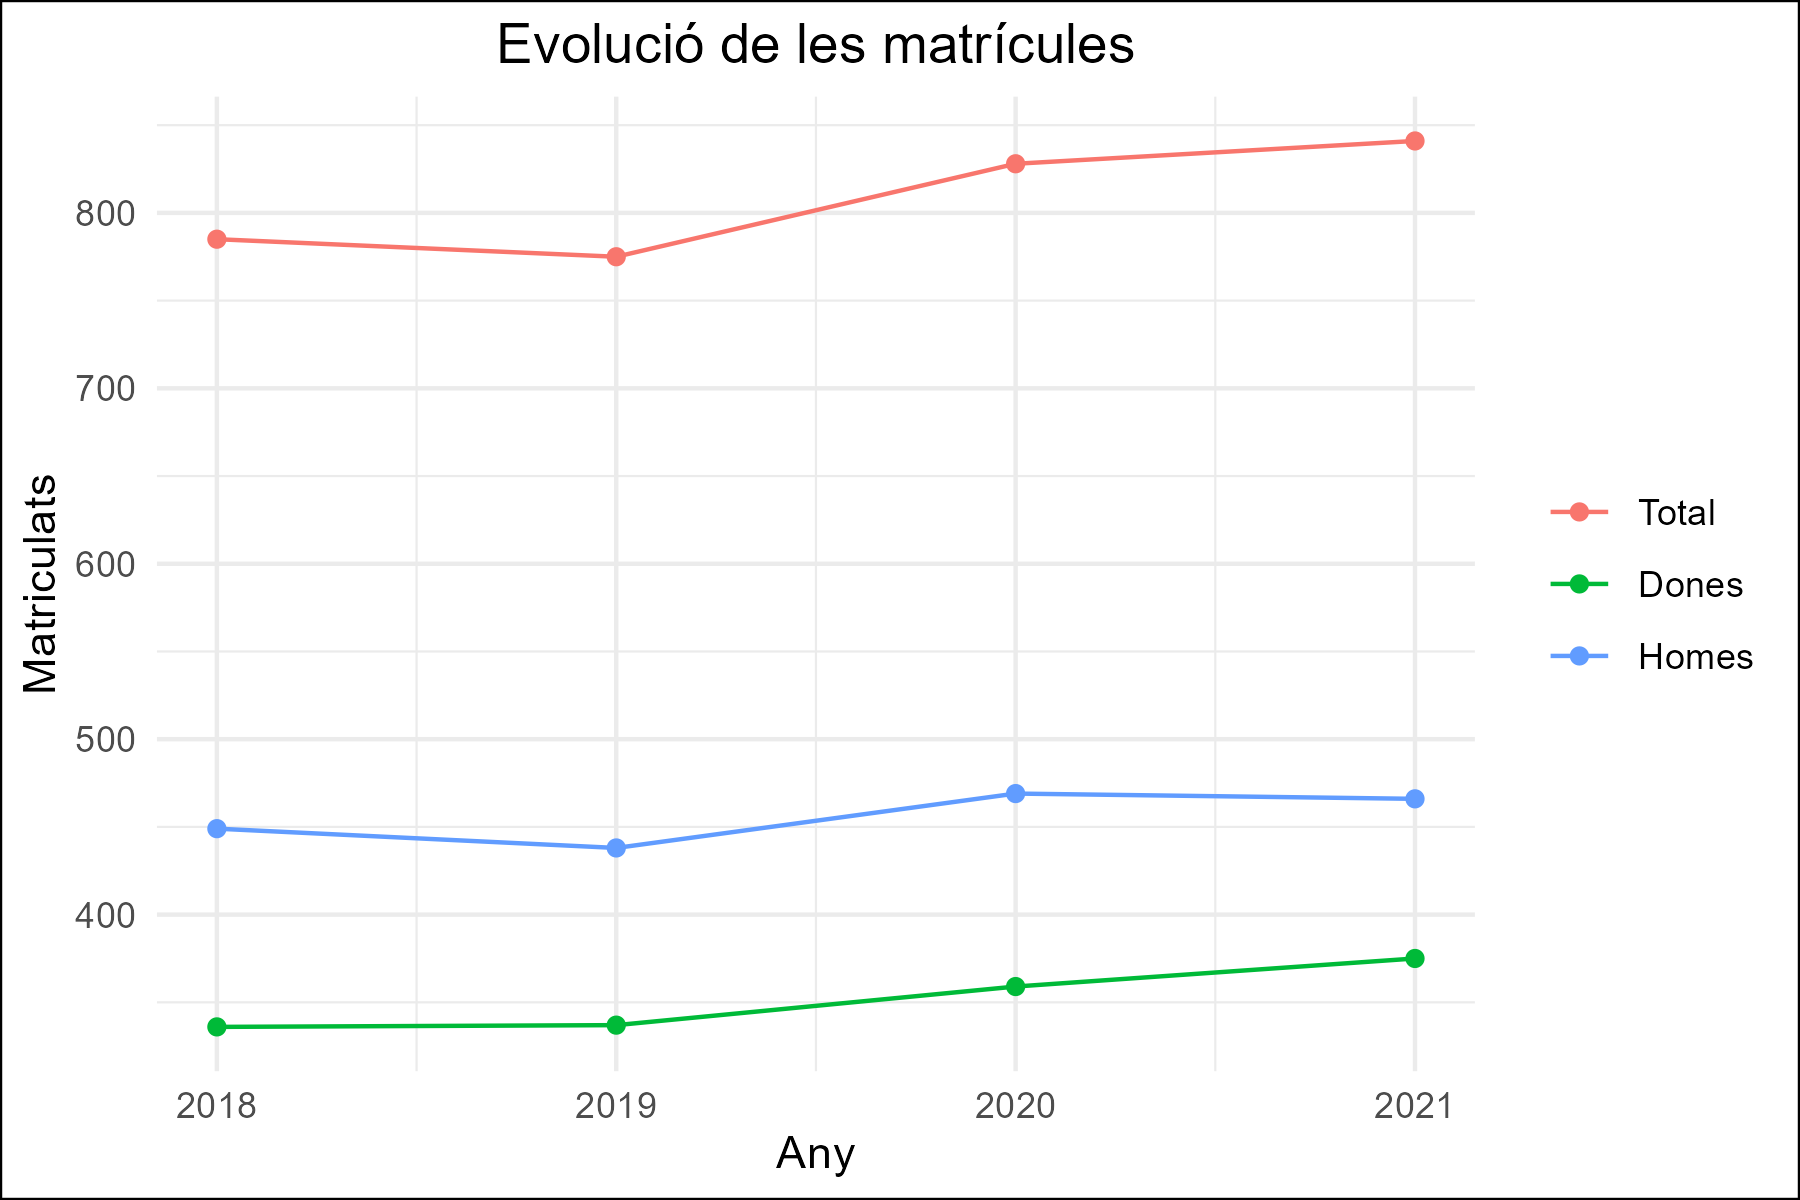 Evolució de les matrícules
Matriculats
800
700
600
500
400
2018 2019 2020 2021
Any
Total
Dones
Homes